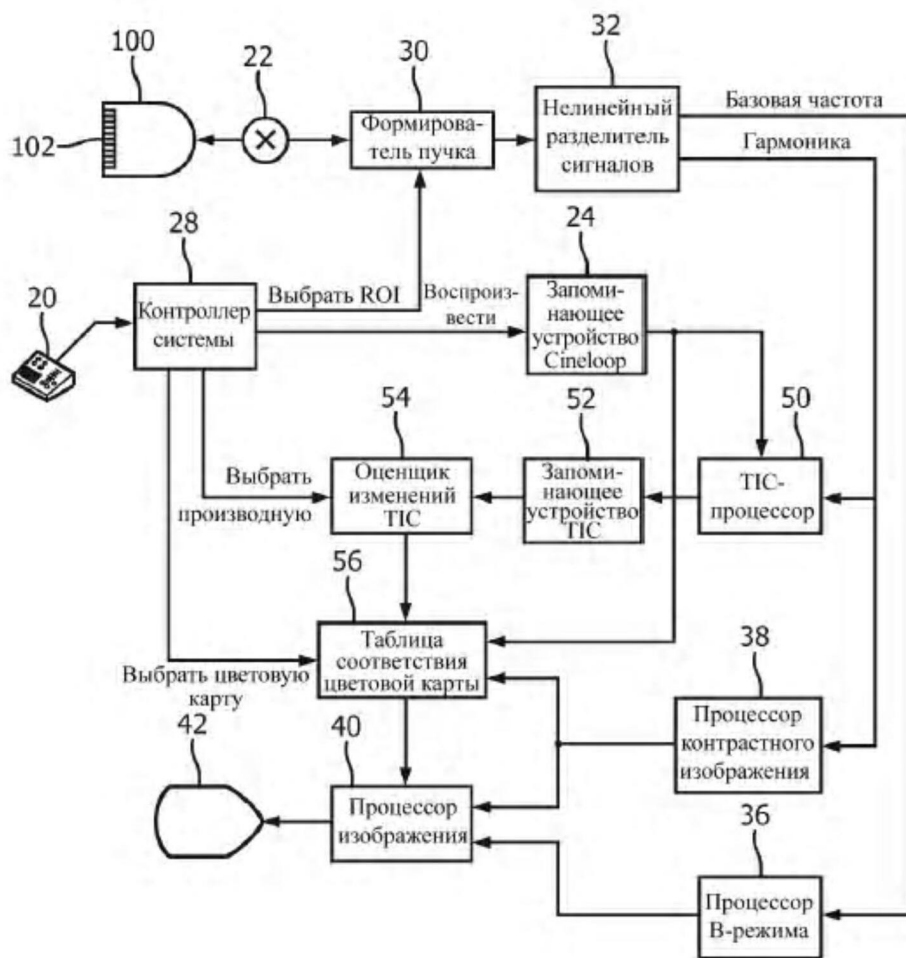 100
22
30
32
102
Формирова-
тель пучка
Нелинейный
разделитель
сигналов
Базовая частота
Гармоника
20
28
Контроллер
системы
Выбрать ROI
Воспроиз-
вести
24
Запоми-
нающее
устройство
Cineloop
54
52
50
Выбрать
производную
Оценщик
изменений
TIC
Запоми-
нающее
устройство
TIC
TIC-
процессор
56
Таблица
соответствия
цветовой карты
Выбрать цветовую
карту
38
Процессор
контрастного
изображения
42
40
Процессор
изображения
36
Процессор
В-режима